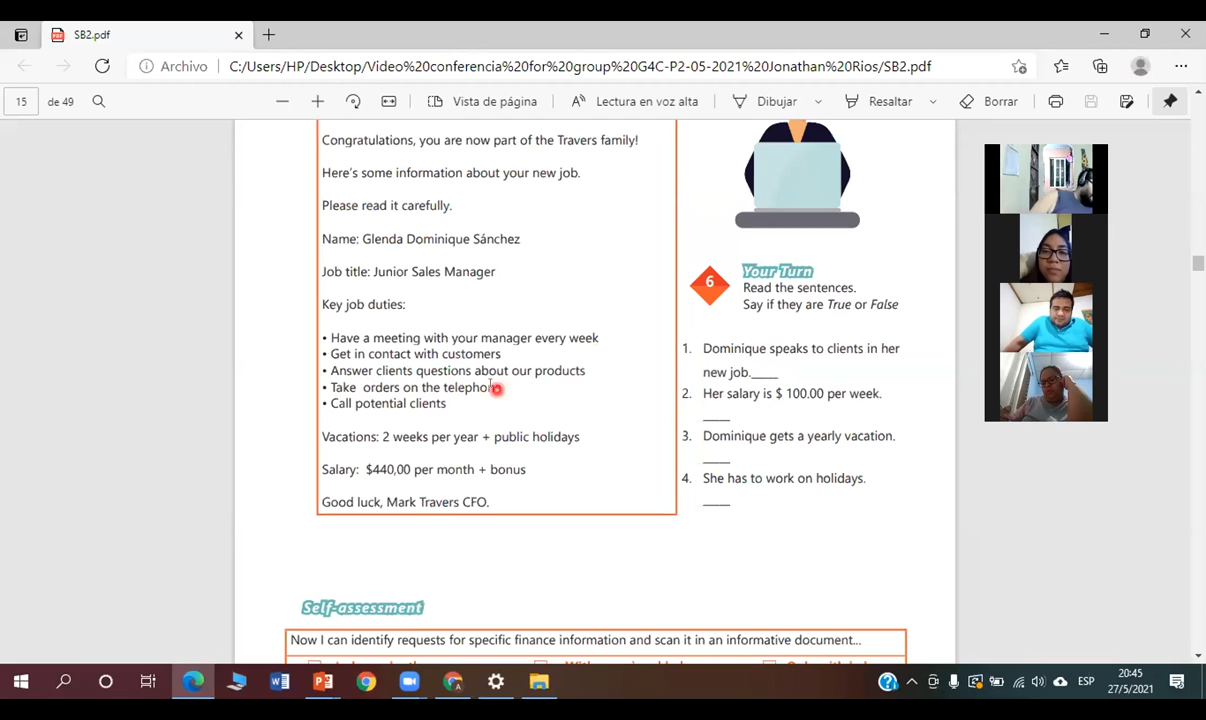 SB2.pdf
Archivo C:/Users/HP/Desktop/Video%20conferencia%20for%20group%20G4C-P2-05-2021%20Jonathan%20Rios/SB2.pdf
15 de 49 Vista de página Lectura en voz alta Dibujar Resaltar Borrar
Congratulations, you are now part of the Travers family!
Here's some information about your new job.
Please read it carefully.
Name: Glenda Dominique Sánchez
Job title: Junior Sales Manager
Key job duties:
• Have a meeting with your manager every week
• Get in contact with customers
• Answer clients questions about our products
• Take orders on the telephon
• Call potential clients
Vacations: 2 weeks per year + public holidays
Salary: $440,00 per month + bonus
Good luck, Mark Travers CFO.
6 Your Turn
Read the sentences.
Say if they are True or False
1. Dominique speaks to clients in her
new job.____
2. Her salary is $ 100.00 per week.
____
3. Dominique gets a yearly vacation.
____
4. She has to work on holidays.
____
Self-assessment
Now I can identify requests for specific finance information and scan it in an informative document...
ESP
20:45
27/5/2021